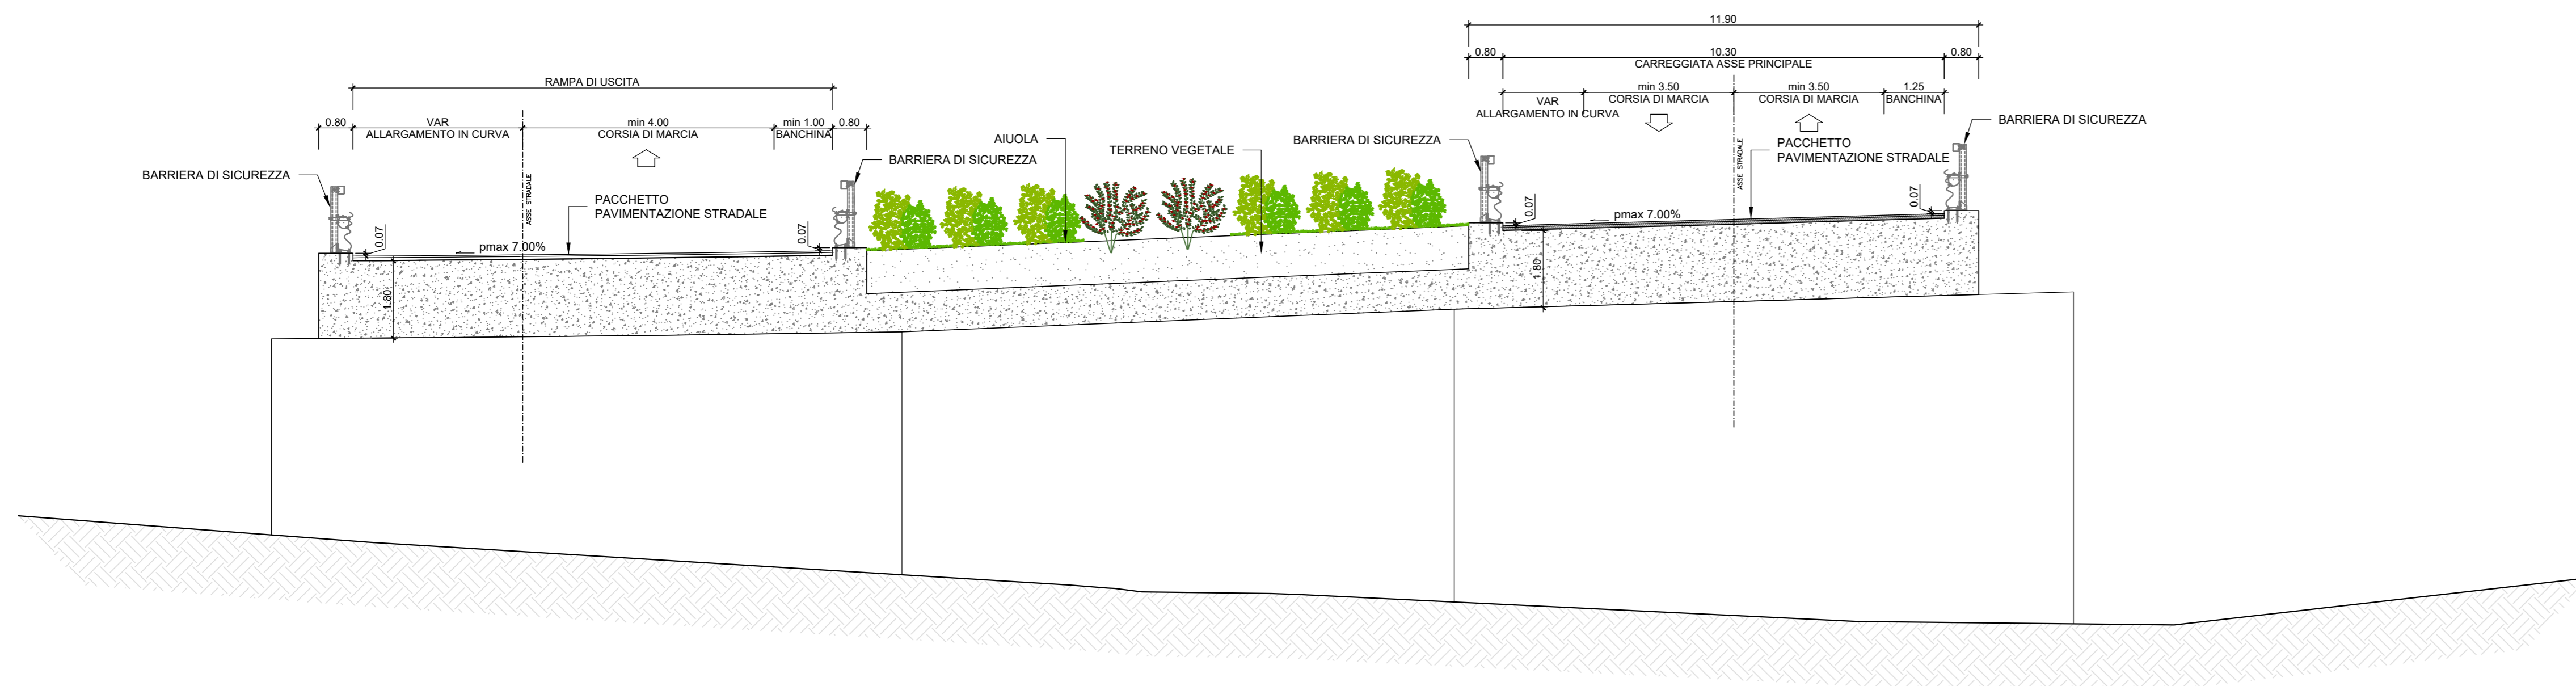 11.90
0.80 10.30 0.80
CARREGGIATA ASSE PRINCIPALE
RAMPA DI USCITA
min 3.50 min 3.50 1.25
VAR CORSIA DI MARCIA CORSIA DI MARCIA BANCHINA
ALLARGAMENTO IN CURVA
0.80 VAR min 4.00 min 1.00 0.80
ALLARGAMENTO IN CURVA CORSIA DI MARCIA BANCHINA
BARRIERA DI SICUREZZA
AIUOLA
BARRIERA DI SICUREZZA
TERRENO VEGETALE
PACCHETTO
PAVIMENTAZIONE STRADALE
BARRIERA DI SICUREZZA
BARRIERA DI SICUREZZA
ASSE STRADALE
ASSE STRADALE
PACCHETTO
PAVIMENTAZIONE STRADALE
0.07
0.07
pmax 7.00%
0.07
0.07
pmax 7.00%
1.80
1.80